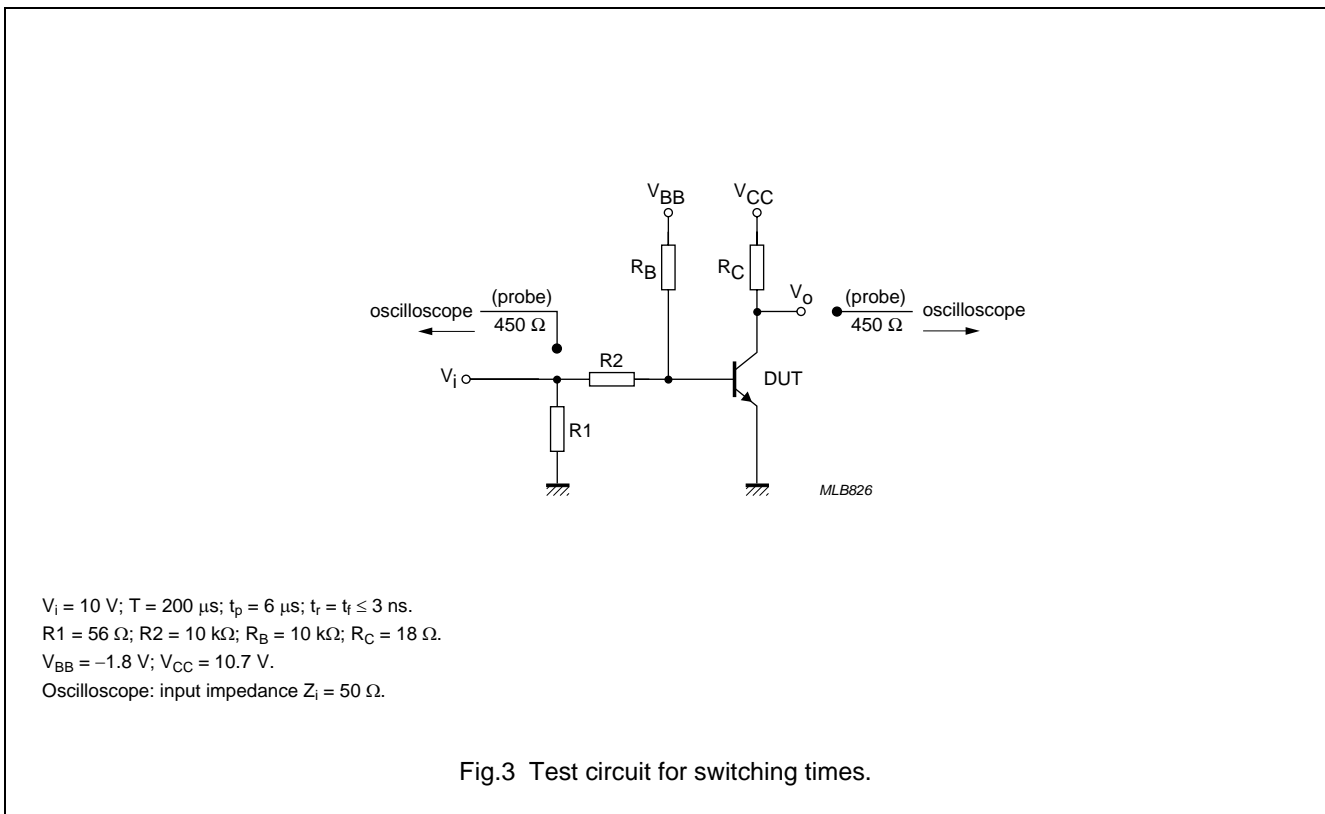 V_BB
V_CC
R_B
R_C
V_o
(probe)
oscilloscope
450 Ω
(probe)
oscilloscope
450 Ω
R2
V_i
DUT
R1
MLB826
V_i = 10 V; T = 200 μs; t_p = 6 μs; t_r = t_f ≤ 3 ns.
R1 = 56 Ω; R2 = 10 kΩ; R_B = 10 kΩ; R_C = 18 Ω.
V_BB = −1.8 V; V_CC = 10.7 V.
Oscilloscope: input impedance Z_i = 50 Ω.
Fig.3 Test circuit for switching times.